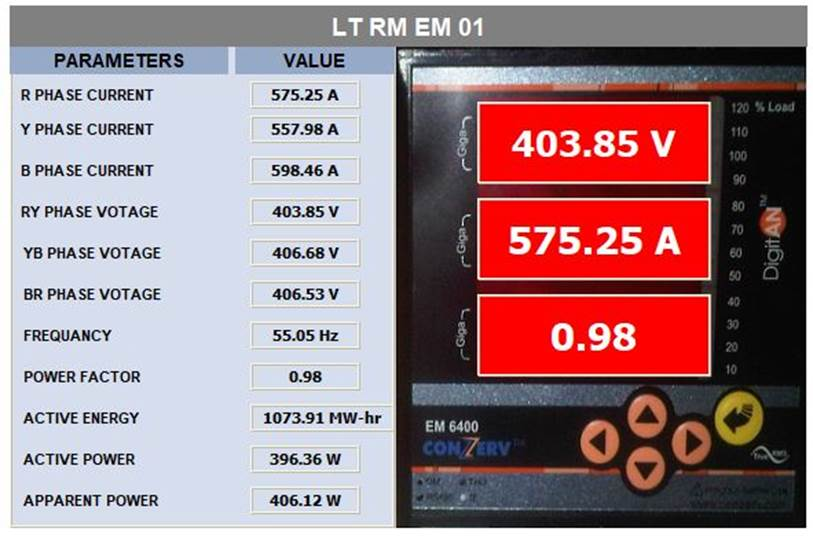 LT RM EM 01
PARAMETERS VALUE
R PHASE CURRENT 575.25 A
Y PHASE CURRENT 557.98 A
B PHASE CURRENT 598.46 A
RY PHASE VOTAGE 403.85 V
YB PHASE VOTAGE 406.68 V
BR PHASE VOTAGE 406.53 V
FREQUANCY 55.05 Hz
POWER FACTOR 0.98
ACTIVE ENERGY 1073.91 MW-hr
ACTIVE POWER 396.36 W
APPARENT POWER 406.12 W
Giga 403.85 V
Giga 575.25 A
Giga 0.98
120 % Load
110
100
90
80
70
60
50
40
30
20
10
DigitAN™
EM 6400
CONZERV™